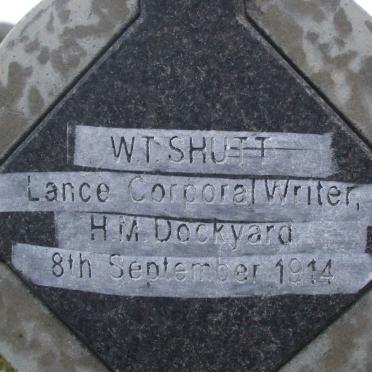 W.T. SHUTT
Lance Corporal Writer,
H.M. Dockyard
8th September 1914